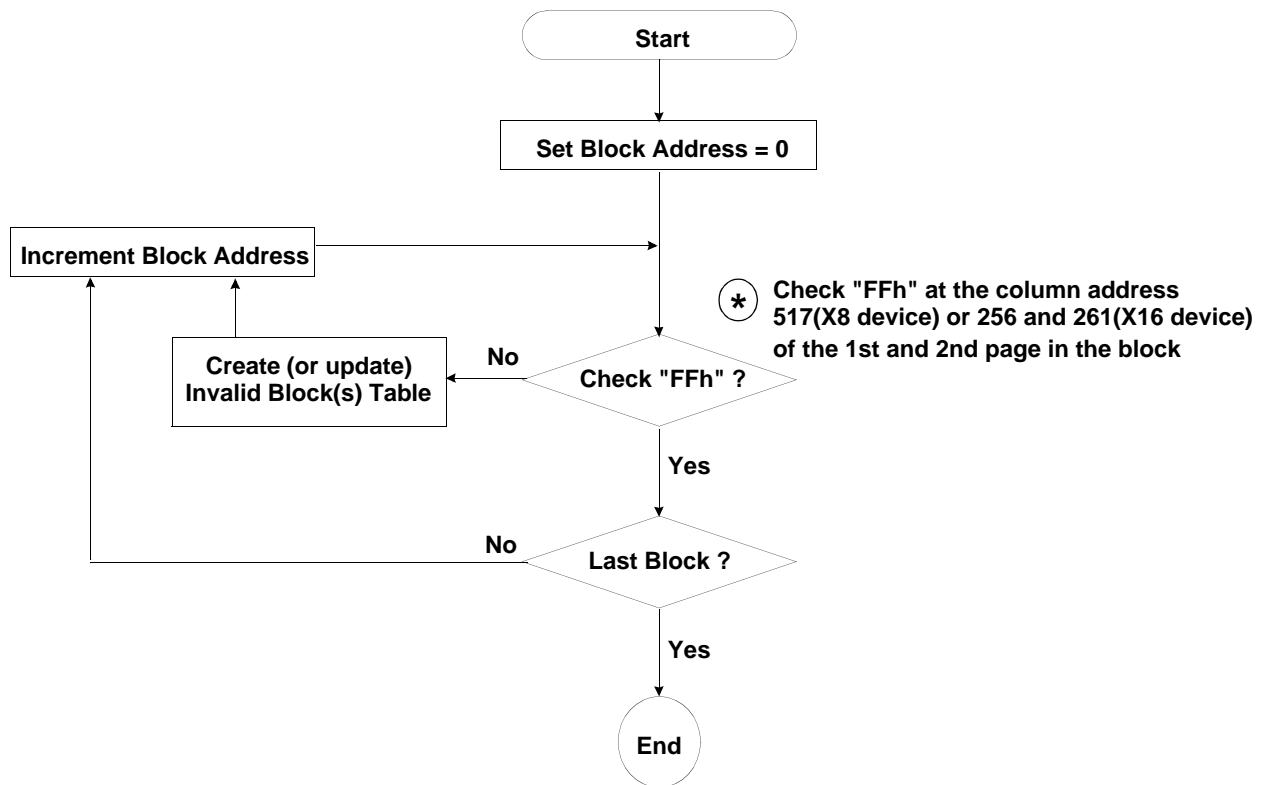 Start
Set Block Address = 0
Increment Block Address
*
Check "FFh" at the column address
517(X8 device) or 256 and 261(X16 device)
of the 1st and 2nd page in the block
No
Create (or update)
Invalid Block(s) Table
Check "FFh" ?
Yes
No
Last Block ?
Yes
End